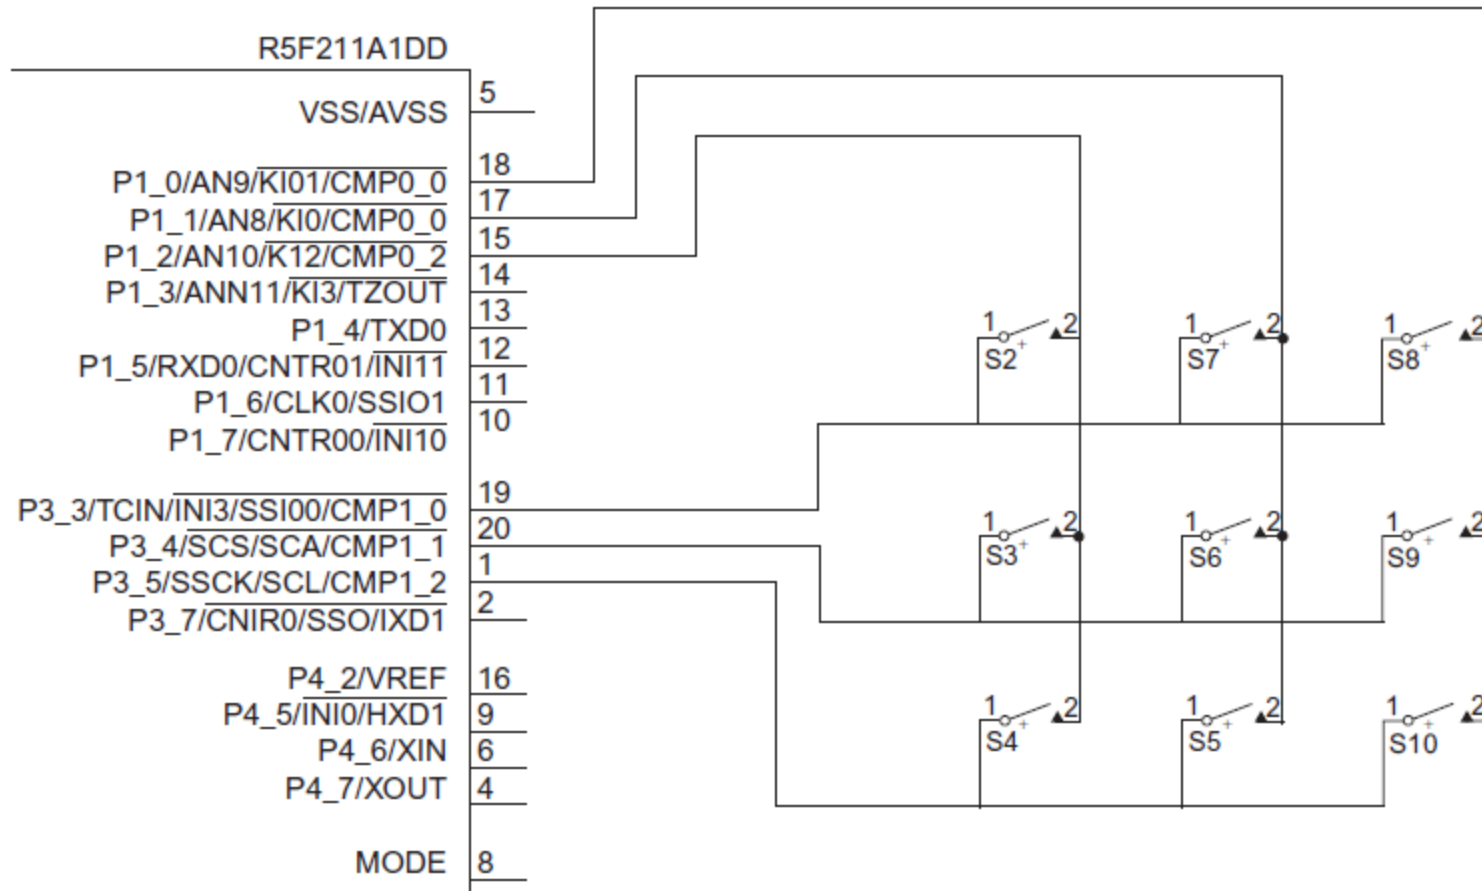 R5F211A1DD
VSS/AVSS 5
P1_0/AN9/KI01/CMP0_0 18
P1_1/AN8/KI0/CMP0_0 17
P1_2/AN10/K12/CMP0_2 15
P1_3/ANN11/KI3/TZOUT 14
P1_4/TXD0 13
P1_5/RXD0/CNTR01/INI11 12
P1_6/CLK0/SSIO1 11
P1_7/CNTR00/INI10 10
P3_3/TCIN/INI3/SSI00/CMP1_0 19
P3_4/SCS/SCA/CMP1_1 20
P3_5/SSCK/SCL/CMP1_2 1
P3_7/CNIR0/SSO/IXD1 2
P4_2/VREF 16
P4_5/INI0/HXD1 9
P4_6/XIN 6
P4_7/XOUT 4
MODE 8
1 2 1 2 1 2
S2 + S7 + S8 +
1 2 1 2 1 2
S3 + S6 + S9 +
1 2 1 2 1 2
S4 + S5 + S10 +